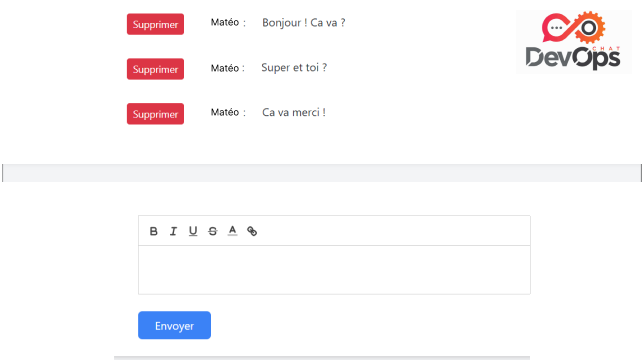 Supprimer Matéo : Bonjour ! Ca va ?
Supprimer Matéo : Super et toi ?
Supprimer Matéo : Ca va merci !
CHAT
DevOps
B I U S A
Envoyer